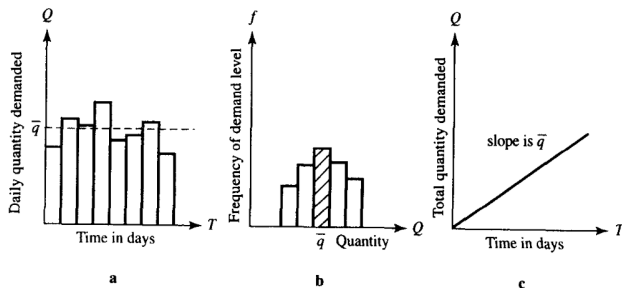 Q
Daily quantity demanded
q̅
T
Time in days
a
f
Frequency of demand level
q̅ Quantity
Q
b
Q
Total quantity demanded
slope is q̅
T
Time in days
c